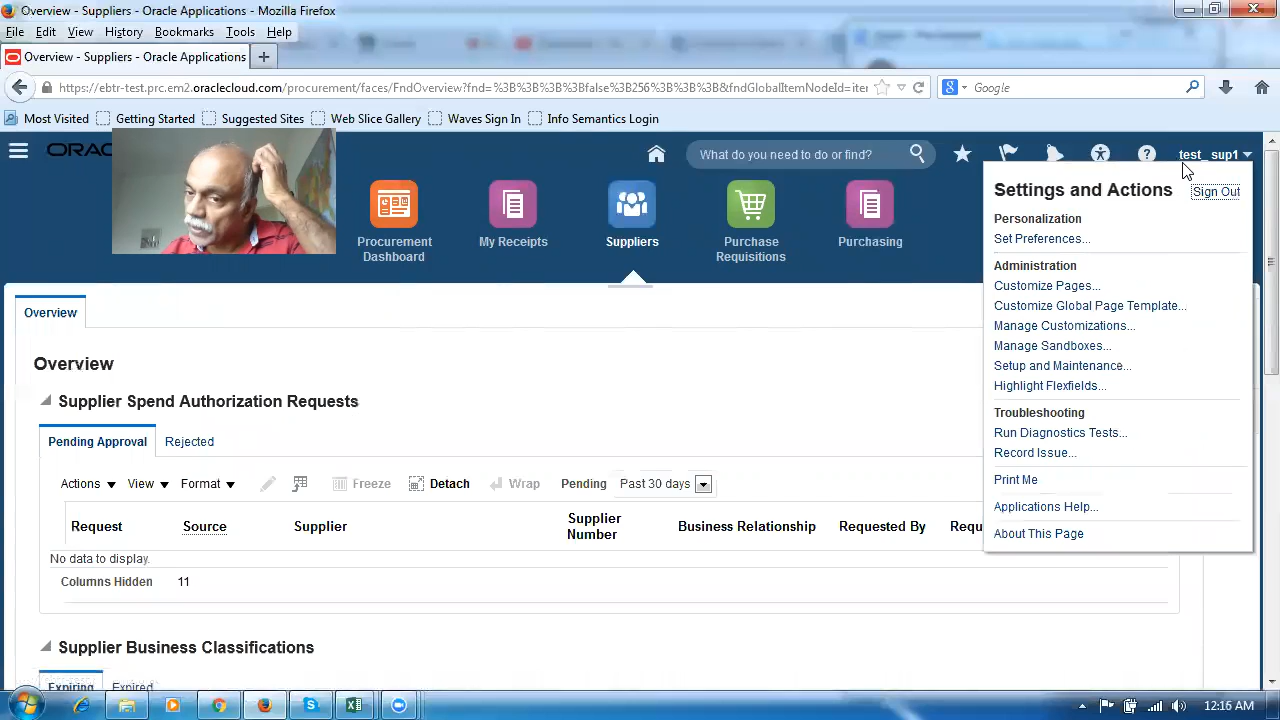 Overview - Suppliers - Oracle Applications - Mozilla Firefox
File Edit View History Bookmarks Tools Help
Overview - Suppliers - Oracle Applications
https://ebtr-test.prc.em2.oraclecloud.com/procurement/faces/FndOverview?fnd=%3B%3B%3Bfalse%3B256%3B%3B%3B&fndGlobalItemNodeId=iter
Google
Most Visited Getting Started Suggested Sites Web Slice Gallery Waves Sign In Info Semantics Login
What do you need to do or find?
test_sup1
Procurement Dashboard
My Receipts
Suppliers
Purchase Requisitions
Purchasing
Settings and Actions Sign Out
Personalization
Set Preferences...
Administration
Customize Pages...
Customize Global Page Template...
Manage Customizations...
Manage Sandboxes...
Setup and Maintenance...
Highlight Flexfields...
Troubleshooting
Run Diagnostics Tests...
Record Issue...
Print Me
Applications Help...
About This Page
Overview
Overview
Supplier Spend Authorization Requests
Pending Approval Rejected
Actions View Format Freeze Detach Wrap Pending Past 30 days
Request Source Supplier Supplier Number Business Relationship Requested By Requ
No data to display.
Columns Hidden 11
Supplier Business Classifications
Expiring Expired
12:16 AM